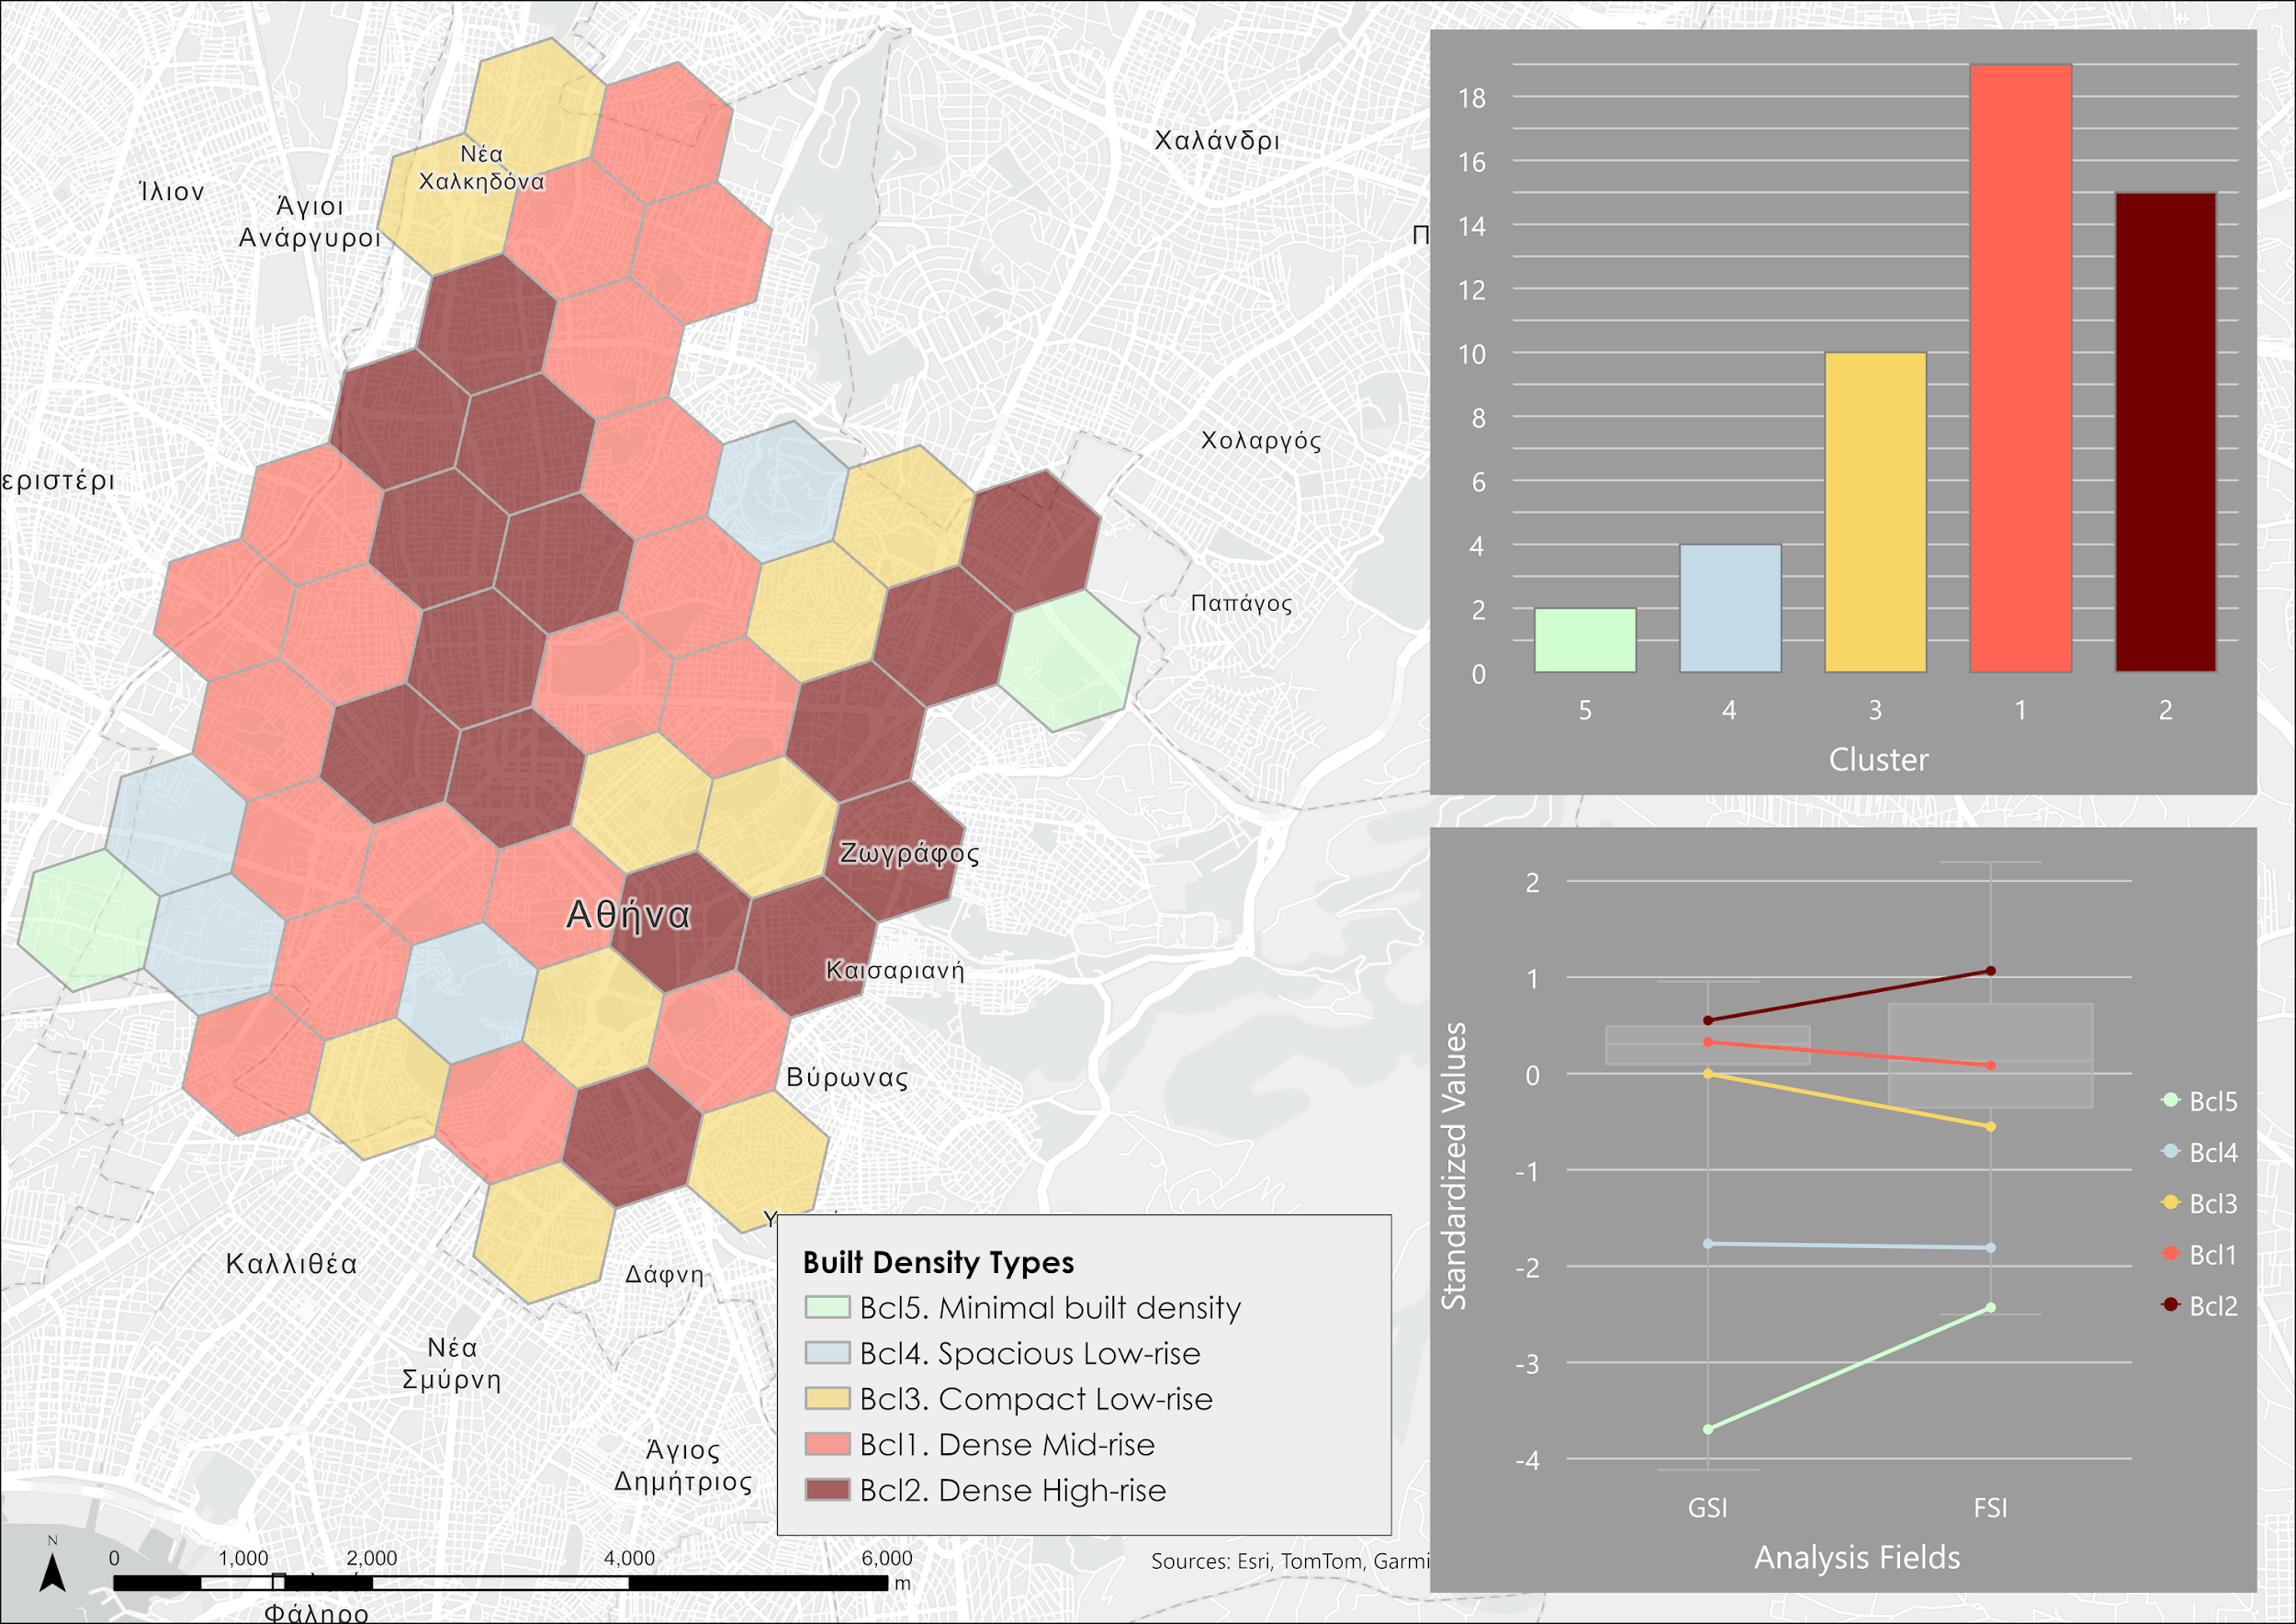 Νέα
Χαλκηδόνα
Ίλιον
Άγιοι
Ανάργυροι
Χαλάνδρι
Π
Χολαργός
εριστέρι
Παπάγος
Ζωγράφος
Αθήνα
Καισαριανή
Βύρωνας
Καλλιθέα
Δάφνη
Νέα
Σμύρνη
Άγιος
Δημήτριος
Φάληρο
Built Density Types
Bcl5. Minimal built density
Bcl4. Spacious Low-rise
Bcl3. Compact Low-rise
Bcl1. Dense Mid-rise
Bcl2. Dense High-rise
N
0 1,000 2,000 4,000 6,000
m
Sources: Esri, TomTom, Garmi
18
16
14
12
10
8
6
4
2
0
5 4 3 1 2
Cluster
Standardized Values
2
1
0
-1
-2
-3
-4
GSI FSI
Analysis Fields
Bcl5
Bcl4
Bcl3
Bcl1
Bcl2